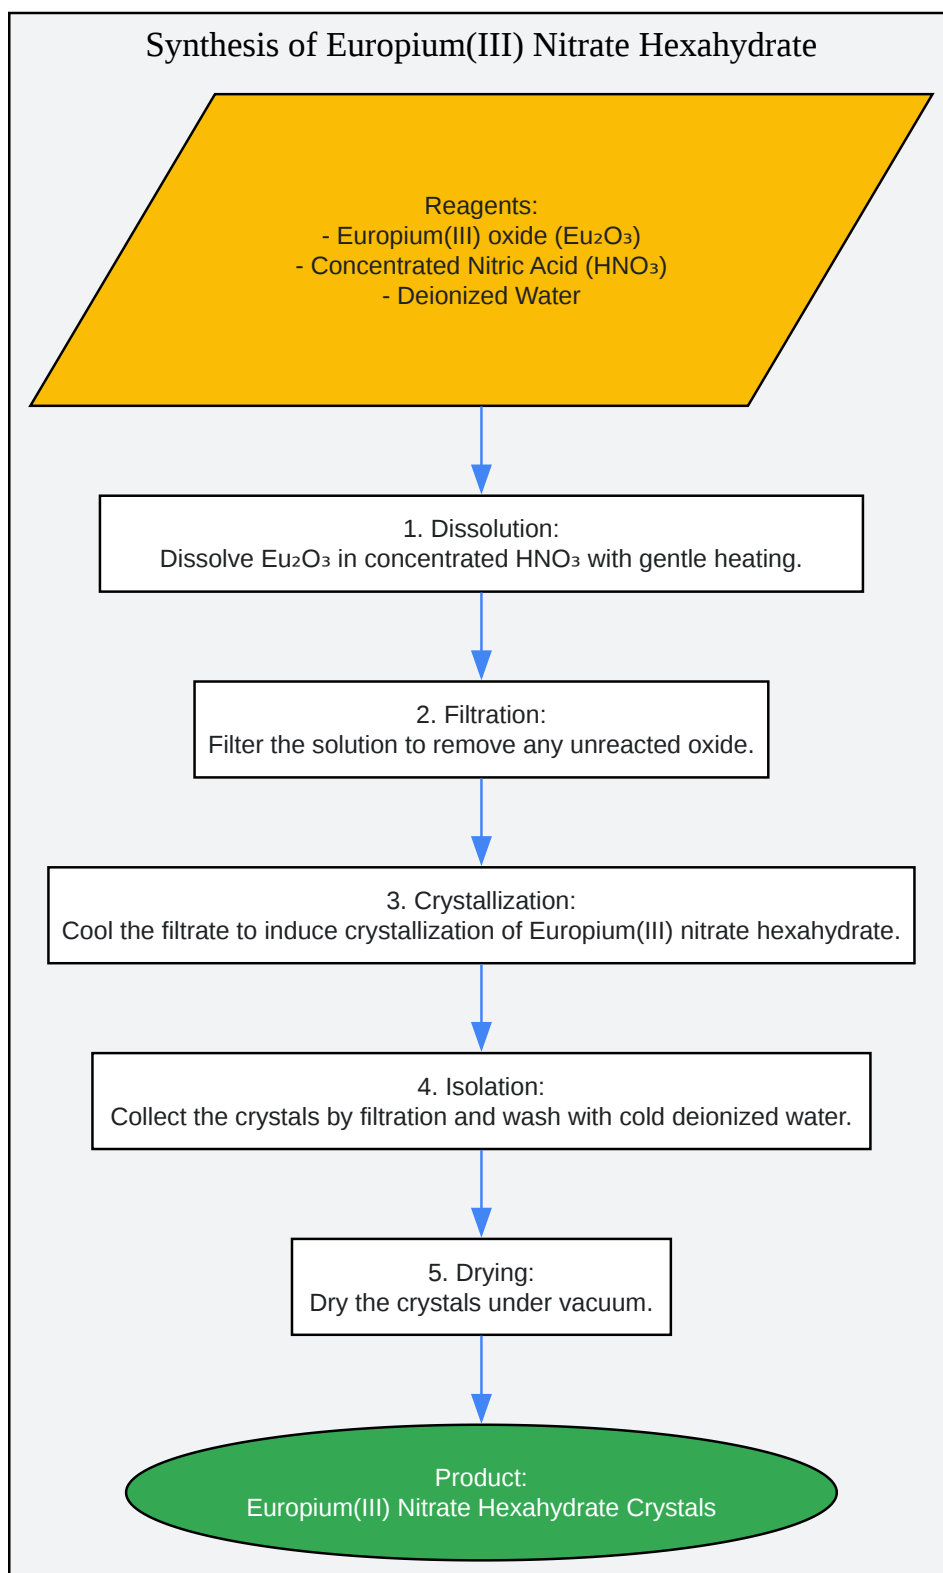 Synthesis of Europium(III) Nitrate Hexahydrate
Reagents:
- Europium(III) oxide (Eu₂O₃)
- Concentrated Nitric Acid (HNO₃)
- Deionized Water
1. Dissolution:
Dissolve Eu₂O₃ in concentrated HNO₃ with gentle heating.
2. Filtration:
Filter the solution to remove any unreacted oxide.
3. Crystallization:
Cool the filtrate to induce crystallization of Europium(III) nitrate hexahydrate.
4. Isolation:
Collect the crystals by filtration and wash with cold deionized water.
5. Drying:
Dry the crystals under vacuum.
Product:
Europium(III) Nitrate Hexahydrate Crystals